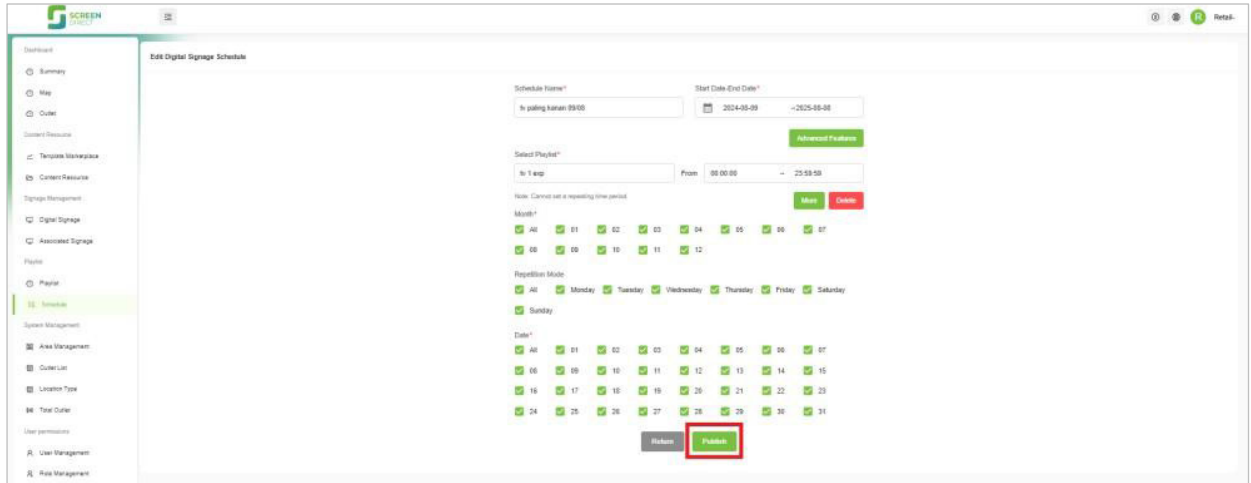 SCREEN
DIRECT
R
Retail-
Dashboard
Summary
Map
Outlet
Content Resource
Template Marketplace
Content Resource
Signage Management
Digital Signage
Associated Signage
Playlist
Playlist
Schedule
System Management
Area Management
Outlet List
Location Type
Total Outlet
User permissions
User Management
Role Management
Edit Digital Signage Schedule
Schedule Name* Start Date-End Date*
tv paling kanan 09/08 2024-08-09 ~2025-08-08
Advanced Features
Select Playlist*
tv 1 exp From 00:00:00 ~ 23:59:59
Note: Cannot set a repeating time period More Delete
Month*
All 01 02 03 04 05 06 07
08 09 10 11 12
Repetition Mode
All Monday Tuesday Wednesday Thursday Friday Saturday
Sunday
Date*
All 01 02 03 04 05 06 07
08 09 10 11 12 13 14 15
16 17 18 19 20 21 22 23
24 25 26 27 28 29 30 31
Return Publish